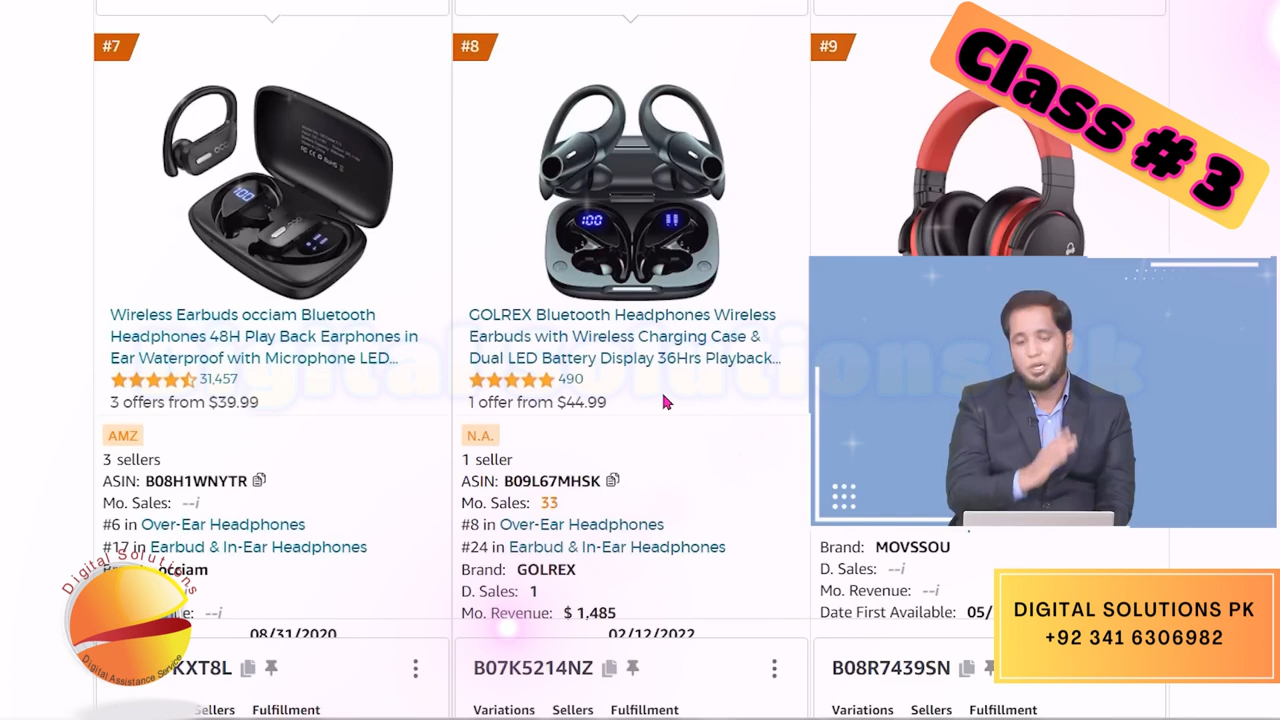 #7
#8
#9
Class # 3
Wireless Earbuds occiam Bluetooth
Headphones 48H Play Back Earphones in
Ear Waterproof with Microphone LED...
31,457
3 offers from $39.99
AMZ
3 sellers
ASIN: B08H1WNYTR
Mo. Sales: --i
#6 in Over-Ear Headphones
#17 in Earbud & In-Ear Headphones
occiam
--i
08/31/2020
GOLREX Bluetooth Headphones Wireless
Earbuds with Wireless Charging Case &
Dual LED Battery Display 36Hrs Playback...
490
1 offer from $44.99
N.A.
1 seller
ASIN: B09L67MHSK
Mo. Sales: 33
#8 in Over-Ear Headphones
#24 in Earbud & In-Ear Headphones
Brand: GOLREX
D. Sales: 1
Mo. Revenue: $ 1,485
02/12/2022
Brand: MOVSSOU
D. Sales: --i
Mo. Revenue: --i
Date First Available: 05/
Digital Solutions Pk
Digital Solutions
Digital Assistance Service
DIGITAL SOLUTIONS PK
+92 341 6306982
KXT8L
B07K5214NZ
B08R7439SN
Sellers Fulfillment
Variations Sellers Fulfillment
Variations Sellers Fulfillment